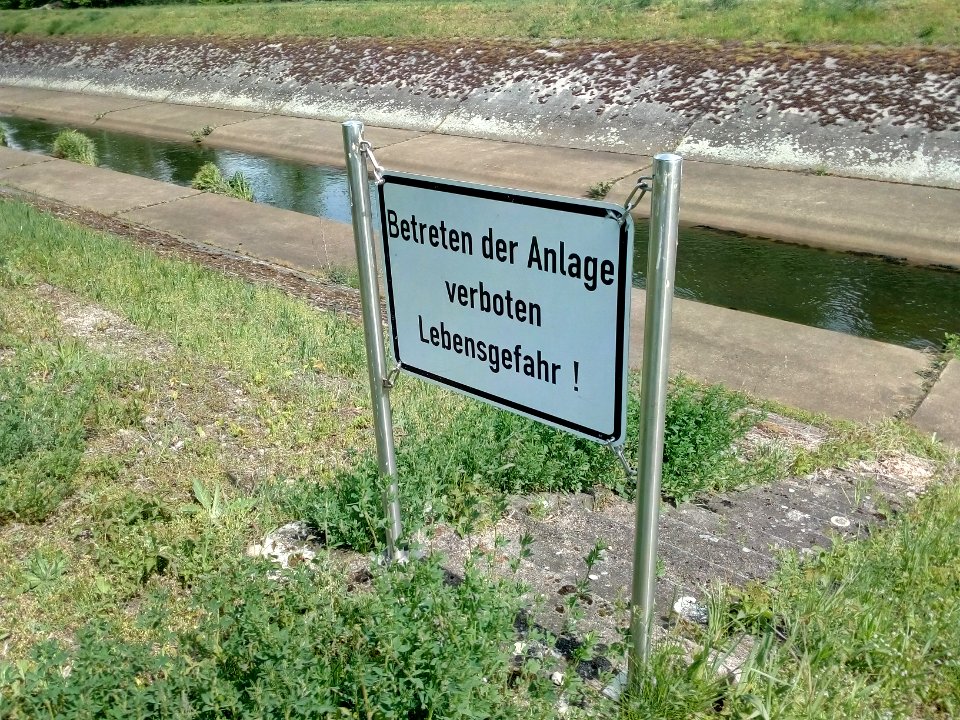 Betreten der Anlage
verboten
Lebensgefahr !